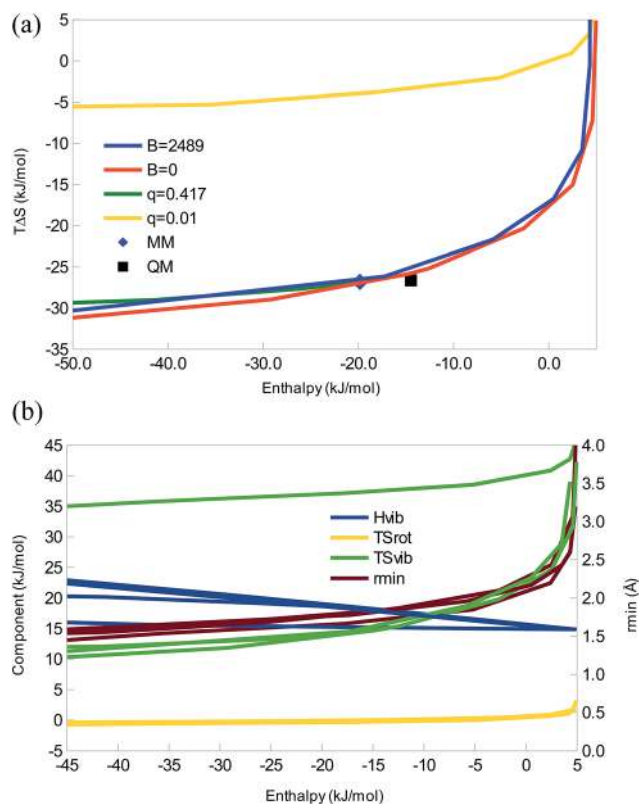 (a)
5
0
-5
-10
-15
-20
-25
-30
-35
TΔS (kJ/mol)
B=2489
B=0
q=0.417
q=0.01
MM
QM
-50.0 -40.0 -30.0 -20.0 -10.0 0.0
Enthalpy (kJ/mol)
(b)
45
40
35
30
25
20
15
10
5
0
-5
Component (kJ/mol)
Hvib
TSrot
TSvib
rmin
4.0
3.5
3.0
2.5
2.0
1.5
1.0
0.5
0.0
rmin (Å)
-45 -40 -35 -30 -25 -20 -15 -10 -5 0 5
Enthalpy (kJ/mol)